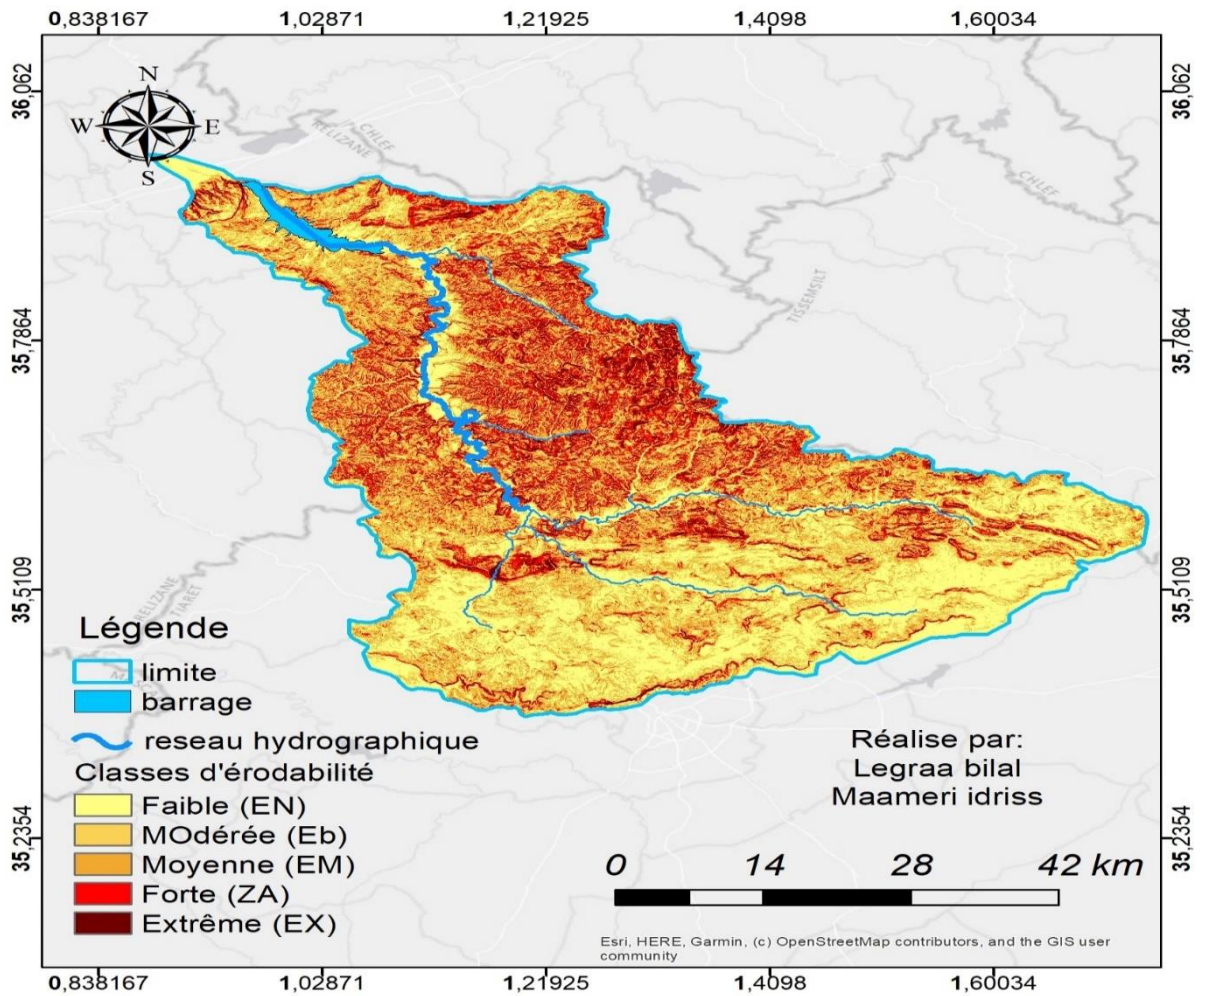 0,838167 1,02871 1,21925 1,4098 1,60034
36,062
35,7864
35,5109
35,2354
36,062
35,7864
35,5109
35,2354
N
W E
S
CHLEF
RELIZANE
CHLEF
TISSEMSILT
RELIZANE
TIARET
Légende
limite
barrage
reseau hydrographique
Classes d'érodabilité
Faible (EN)
MOdérée (Eb)
Moyenne (EM)
Forte (ZA)
Extrême (EX)
Réalise par:
Legraa bilal
Maameri idriss
0 14 28 42 km
Esri, HERE, Garmin, (c) OpenStreetMap contributors, and the GIS user
community
0,838167 1,02871 1,21925 1,4098 1,60034